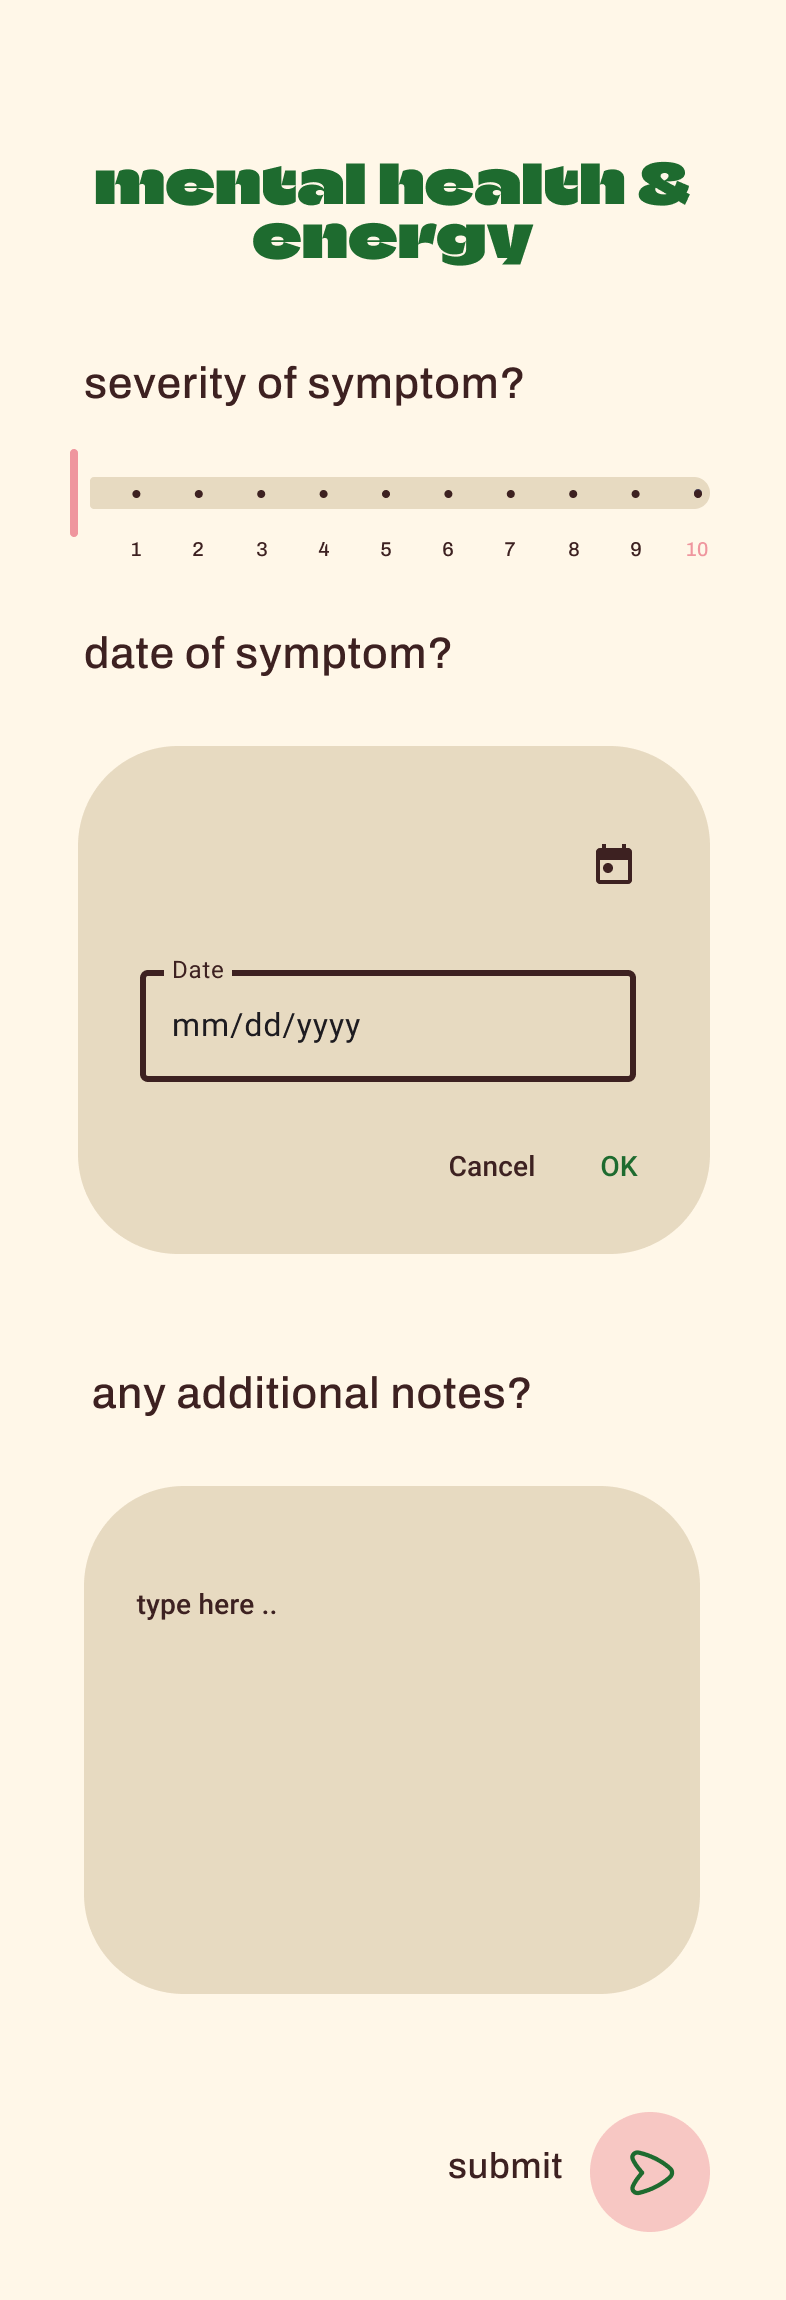 mental health &
energy
severity of symptom?
1 2 3 4 5 6 7 8 9 10
date of symptom?
Date
mm/dd/yyyy
Cancel OK
any additional notes?
type here ..
submit